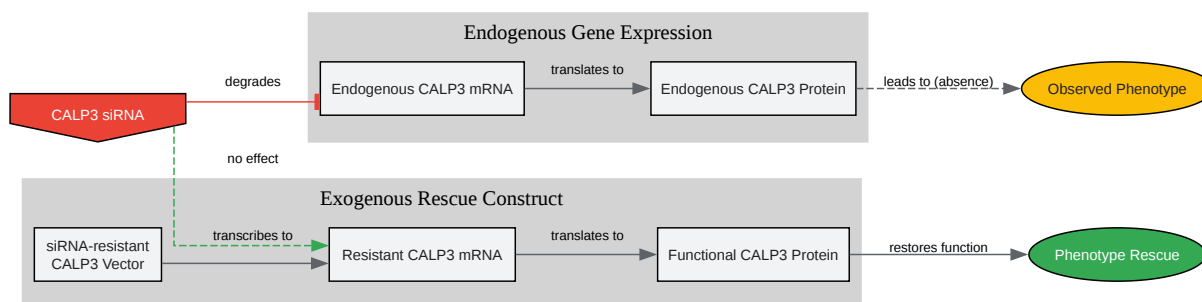 Endogenous Gene Expression
degrades
translates to
leads to (absence)
Endogenous CALP3 mRNA
Endogenous CALP3 Protein
Observed Phenotype
CALP3 siRNA
no effect
Exogenous Rescue Construct
siRNA-resistant
CALP3 Vector
transcribes to
Resistant CALP3 mRNA
translates to
Functional CALP3 Protein
restores function
Phenotype Rescue